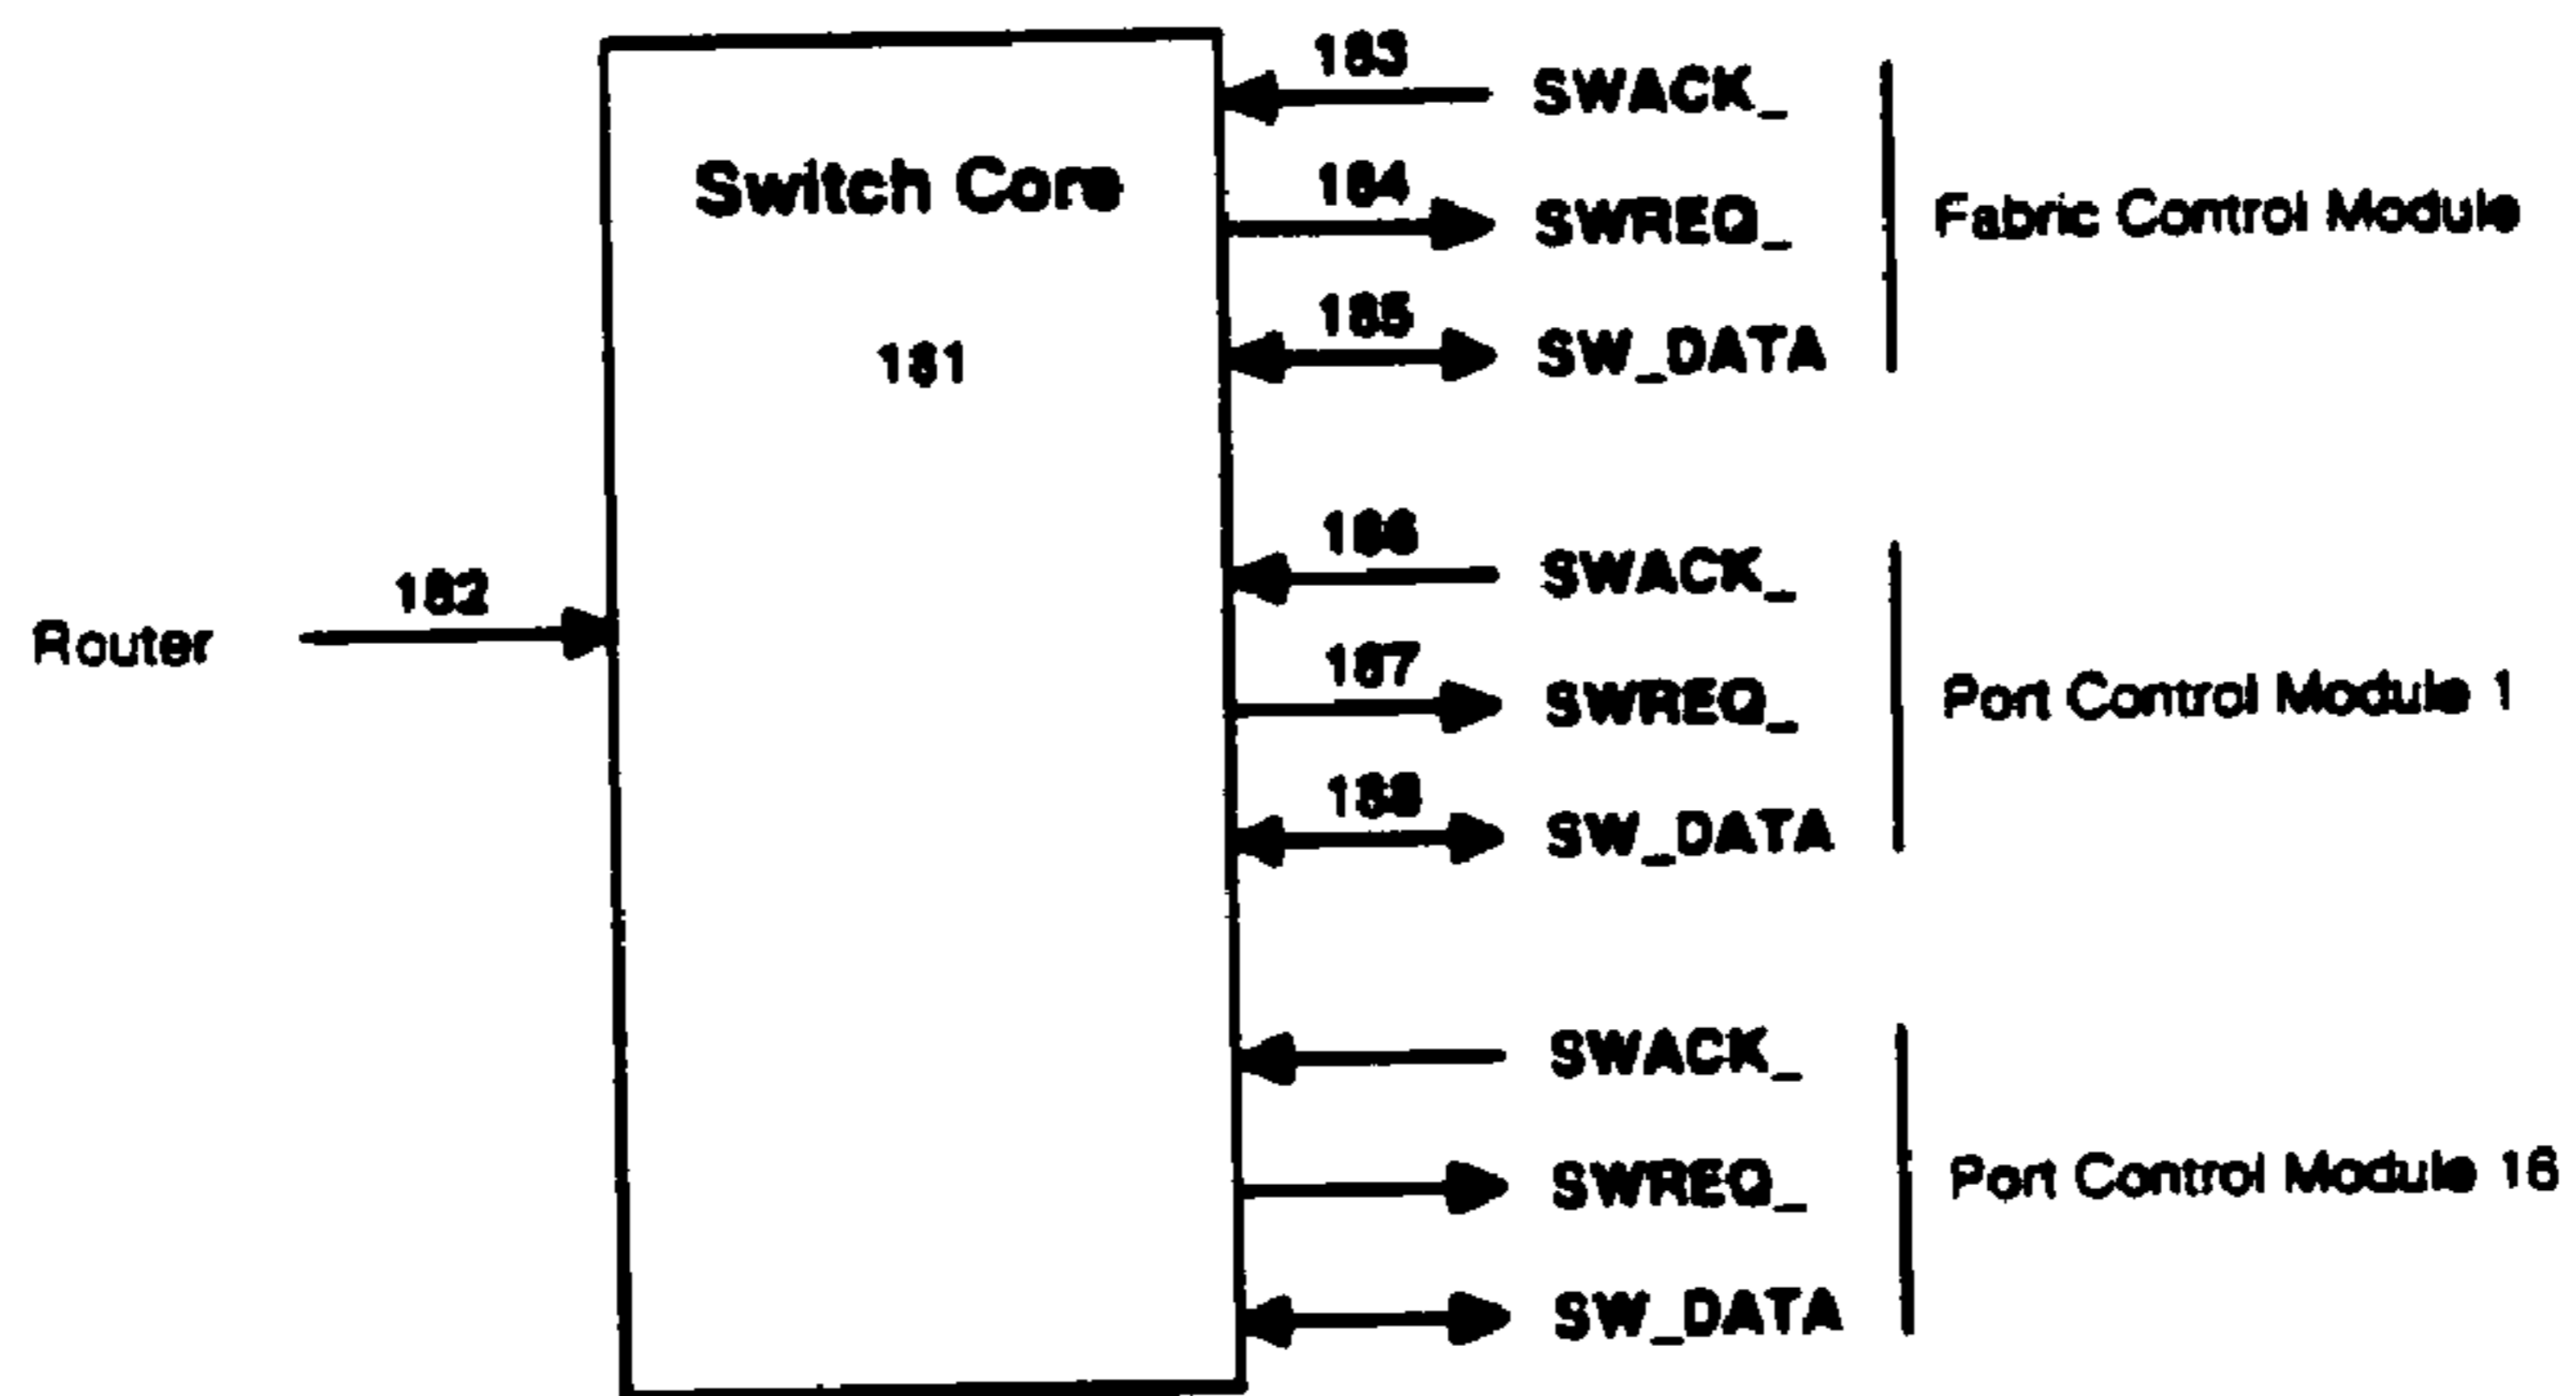 183
SWACK_
Switch Core
184
SWREQ_
Fabric Control Module
185
SW_DATA
181
186
SWACK_
182
Router
187
SWREQ_
Port Control Module 1
188
SW_DATA
SWACK_
SWREQ_
Port Control Module 16
SW_DATA